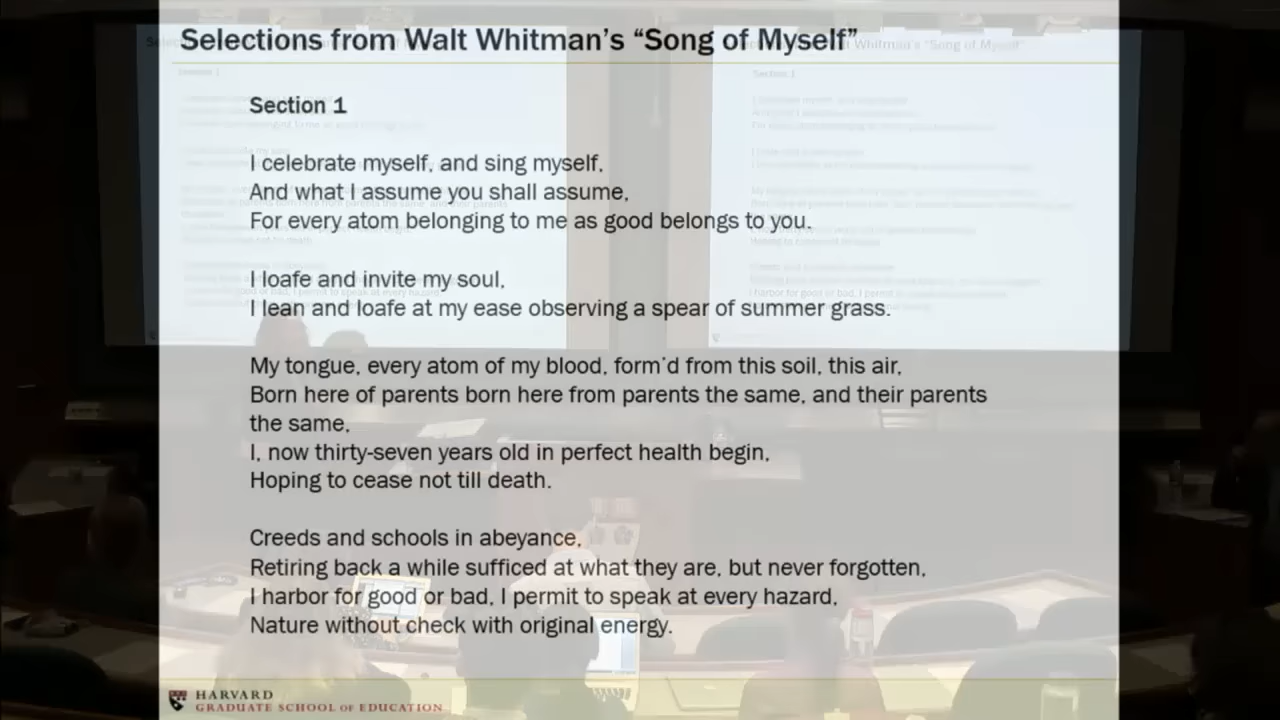 Selections from Walt Whitman's “Song of Myself”
Section 1
I celebrate myself, and sing myself,
And what I assume you shall assume,
For every atom belonging to me as good belongs to you.
I loafe and invite my soul,
I lean and loafe at my ease observing a spear of summer grass.
My tongue, every atom of my blood, form'd from this soil, this air,
Born here of parents born here from parents the same, and their parents
the same,
I, now thirty-seven years old in perfect health begin,
Hoping to cease not till death.
Creeds and schools in abeyance,
Retiring back a while sufficed at what they are, but never forgotten,
I harbor for good or bad, I permit to speak at every hazard,
Nature without check with original energy.
HARVARD
GRADUATE SCHOOL OF EDUCATION